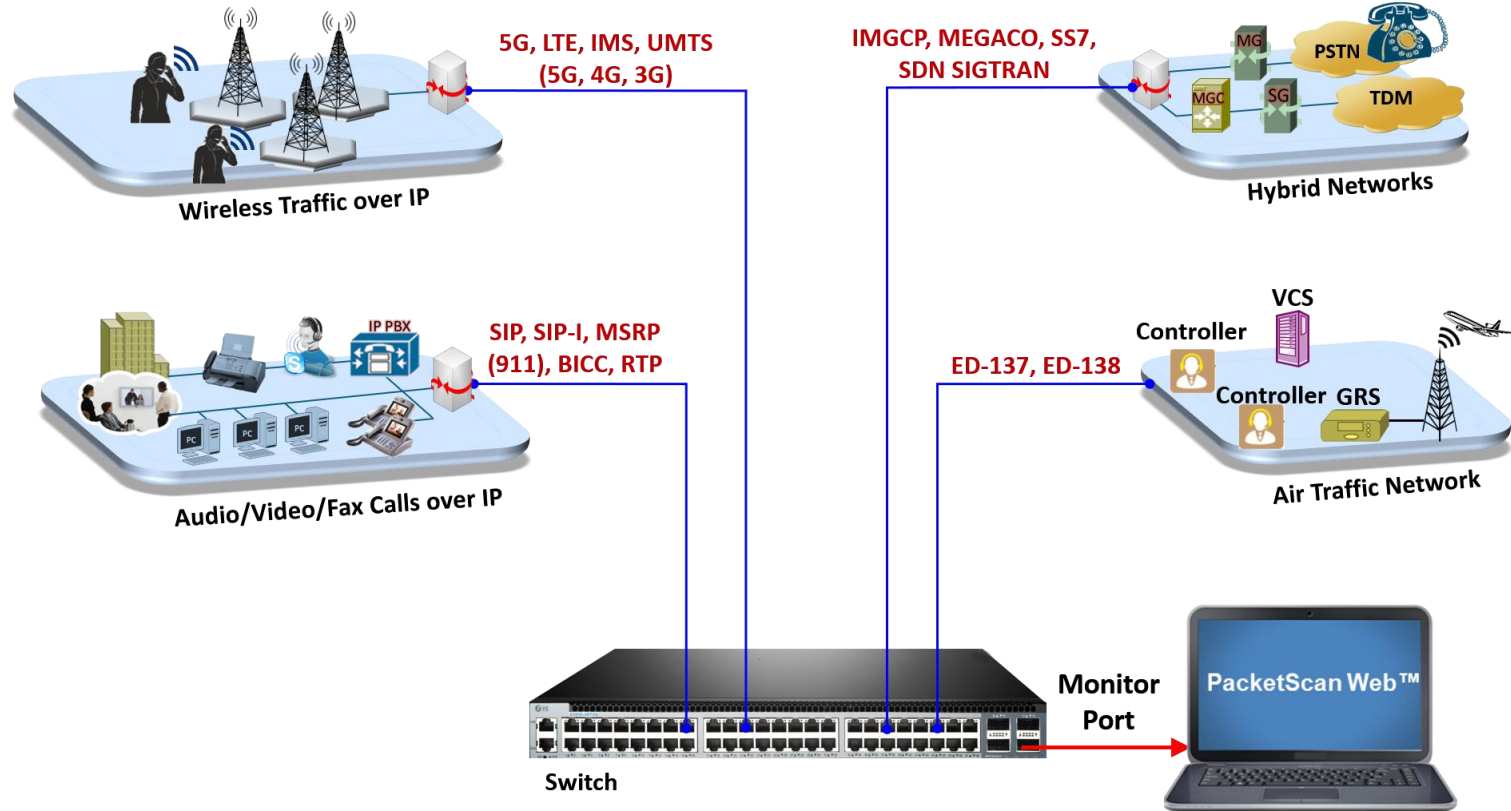 5G, LTE, IMS, UMTS
(5G, 4G, 3G)
Wireless Traffic over IP
IMGCP, MEGACO, SS7,
SDN SIGTRAN
MG
PSTN
MGC
SG
TDM
Hybrid Networks
IP PBX
S
PC
PC
PC
SIP, SIP-I, MSRP
(911), BICC, RTP
Audio/Video/Fax Calls over IP
ED-137, ED-138
VCS
Controller
Controller
GRS
Air Traffic Network
FS
Switch
Monitor
Port
PacketScan Web™